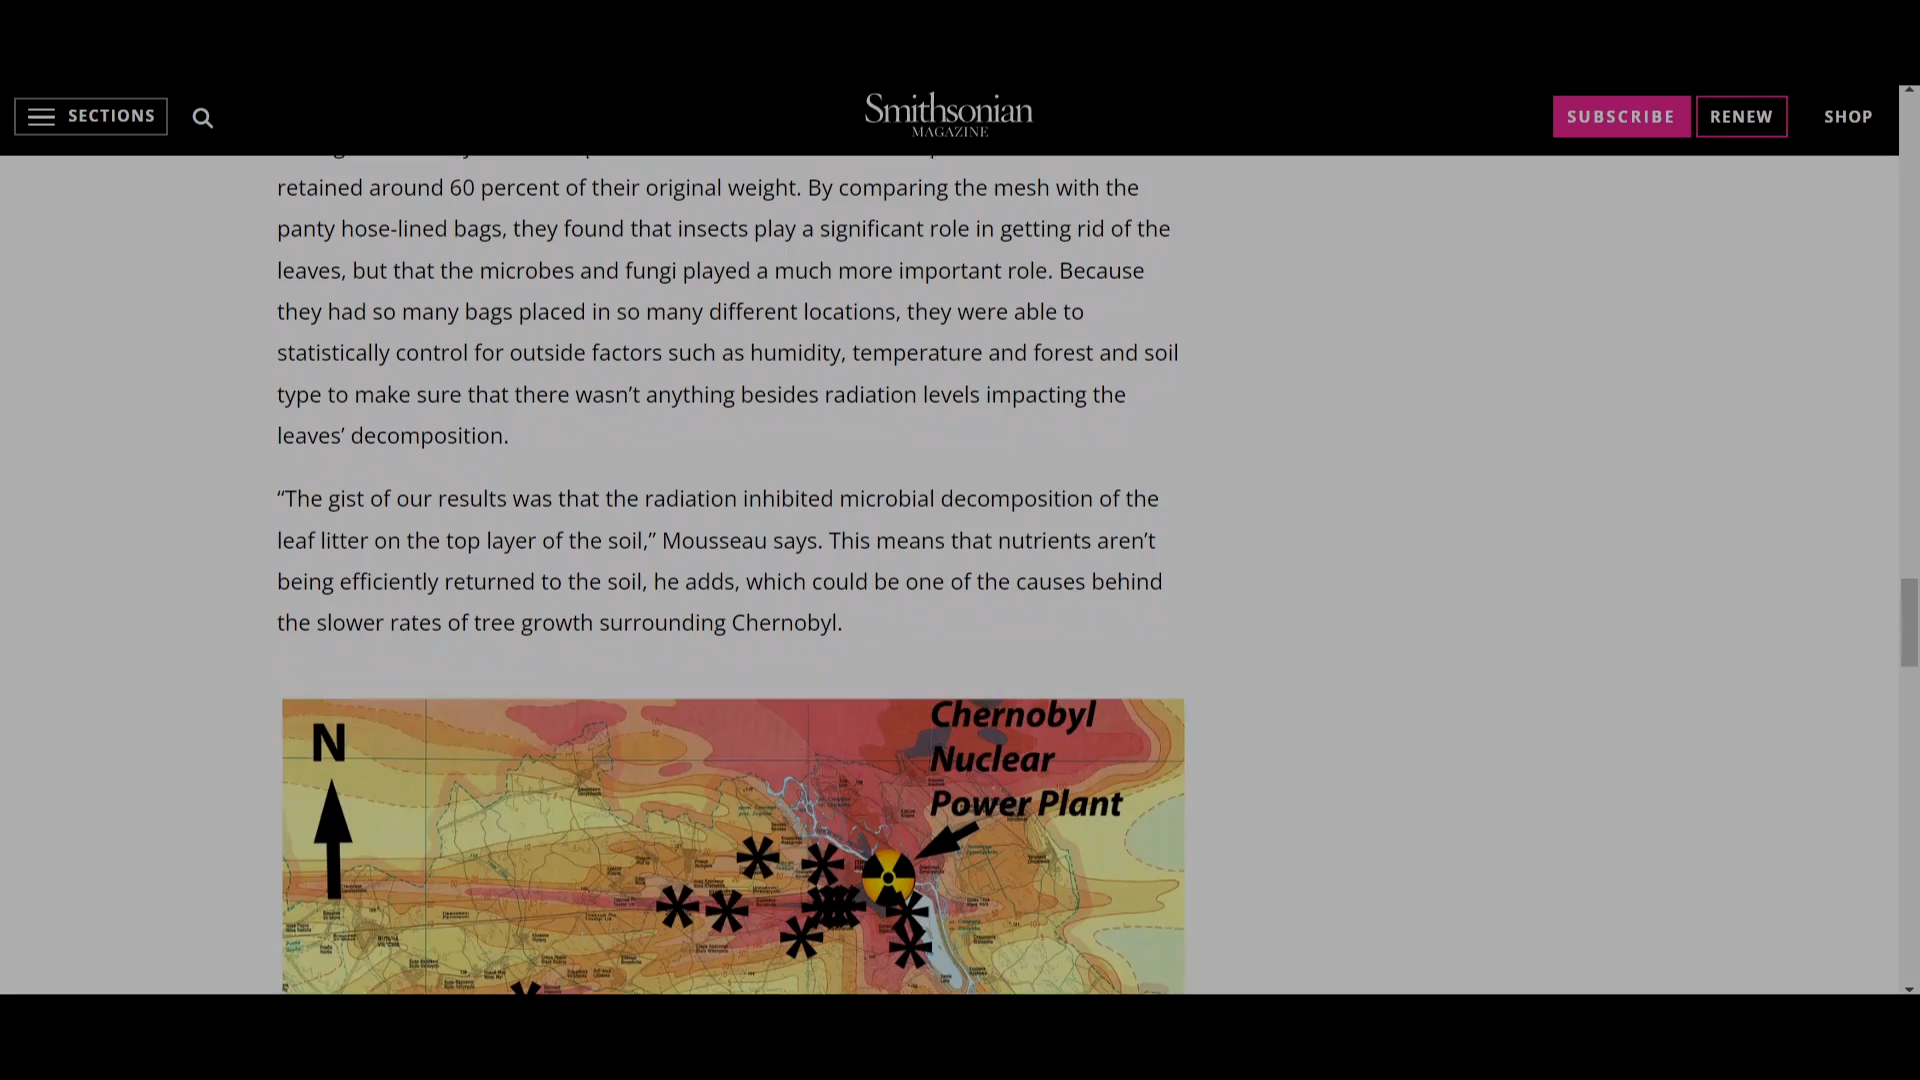 SECTIONS
Smithsonian
MAGAZINE
SUBSCRIBE
RENEW
SHOP
retained around 60 percent of their original weight. By comparing the mesh with the
panty hose-lined bags, they found that insects play a significant role in getting rid of the
leaves, but that the microbes and fungi played a much more important role. Because
they had so many bags placed in so many different locations, they were able to
statistically control for outside factors such as humidity, temperature and forest and soil
type to make sure that there wasn’t anything besides radiation levels impacting the
leaves’ decomposition.
“The gist of our results was that the radiation inhibited microbial decomposition of the
leaf litter on the top layer of the soil,” Mousseau says. This means that nutrients aren’t
being efficiently returned to the soil, he adds, which could be one of the causes behind
the slower rates of tree growth surrounding Chernobyl.
N
Chernobyl
Nuclear
Power Plant